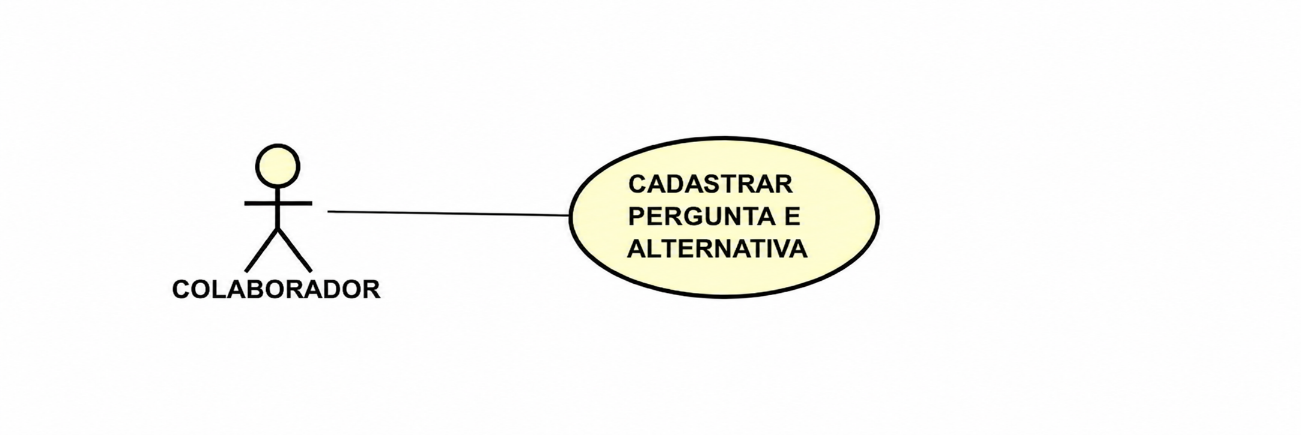 CADASTRAR
PERGUNTA E
ALTERNATIVA
COLABORADOR